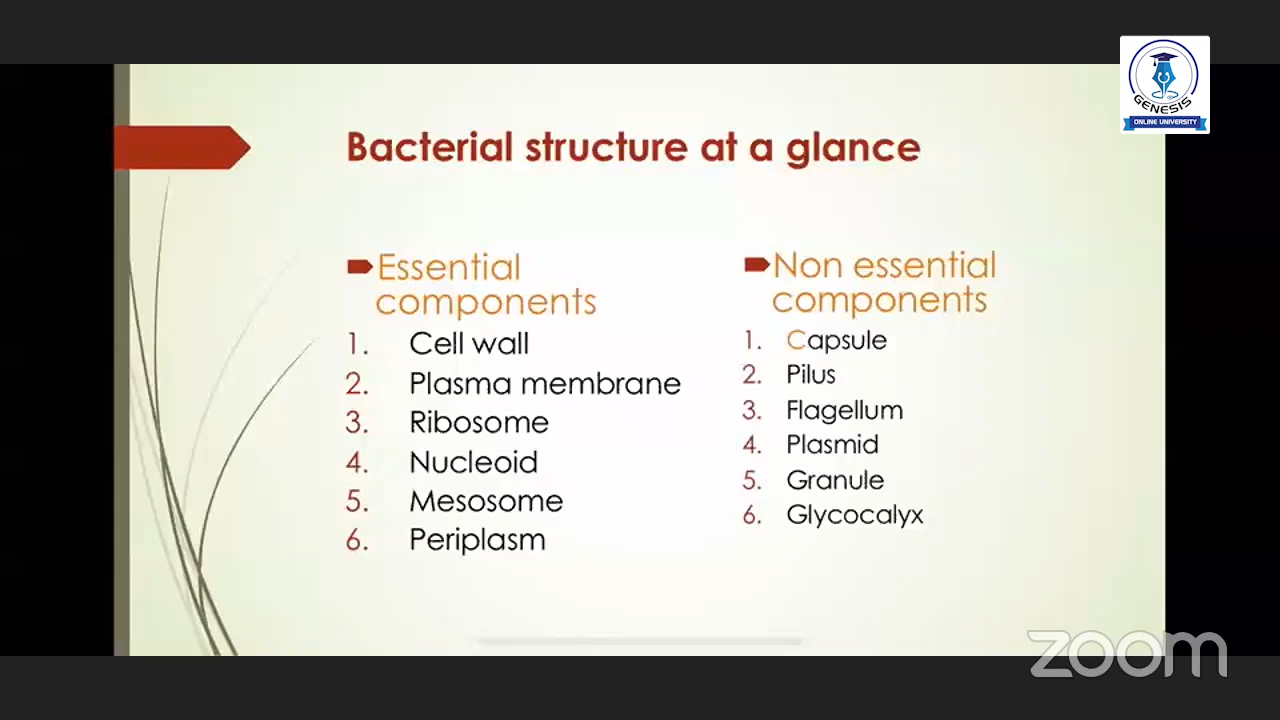 GENESIS
ONLINE UNIVERSITY
Bacterial structure at a glance
Essential
components
1. Cell wall
2. Plasma membrane
3. Ribosome
4. Nucleoid
5. Mesosome
6. Periplasm
Non essential
components
1. Capsule
2. Pilus
3. Flagellum
4. Plasmid
5. Granule
6. Glycocalyx
zoom